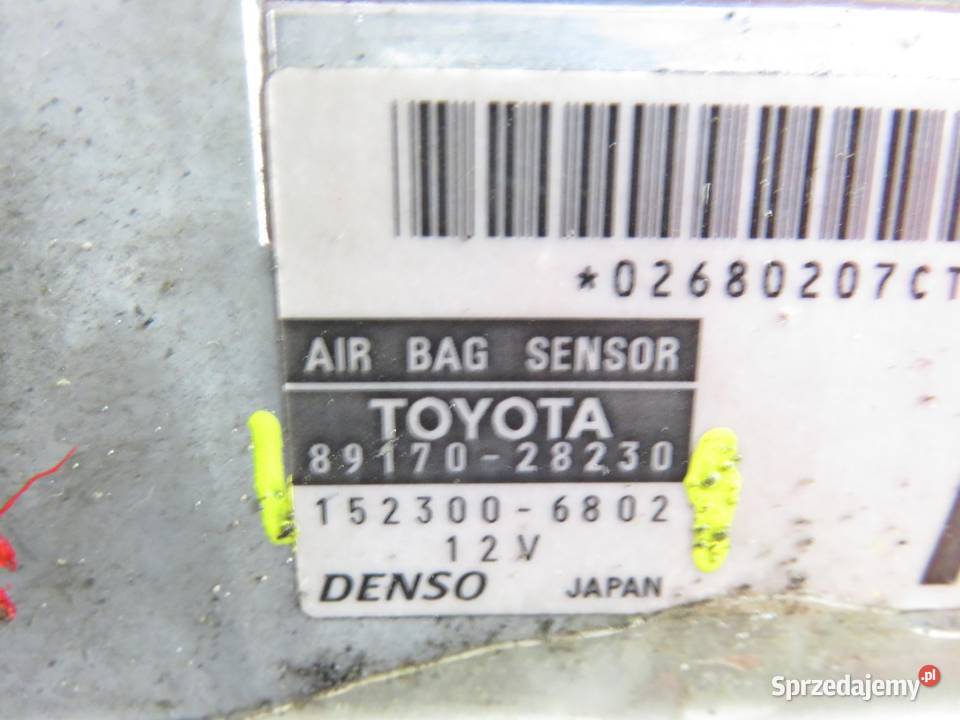 *02680207CT
AIR BAG SENSOR
TOYOTA
89170-28230
152300-6802
12V
DENSO JAPAN
Sprzedajemy.pl